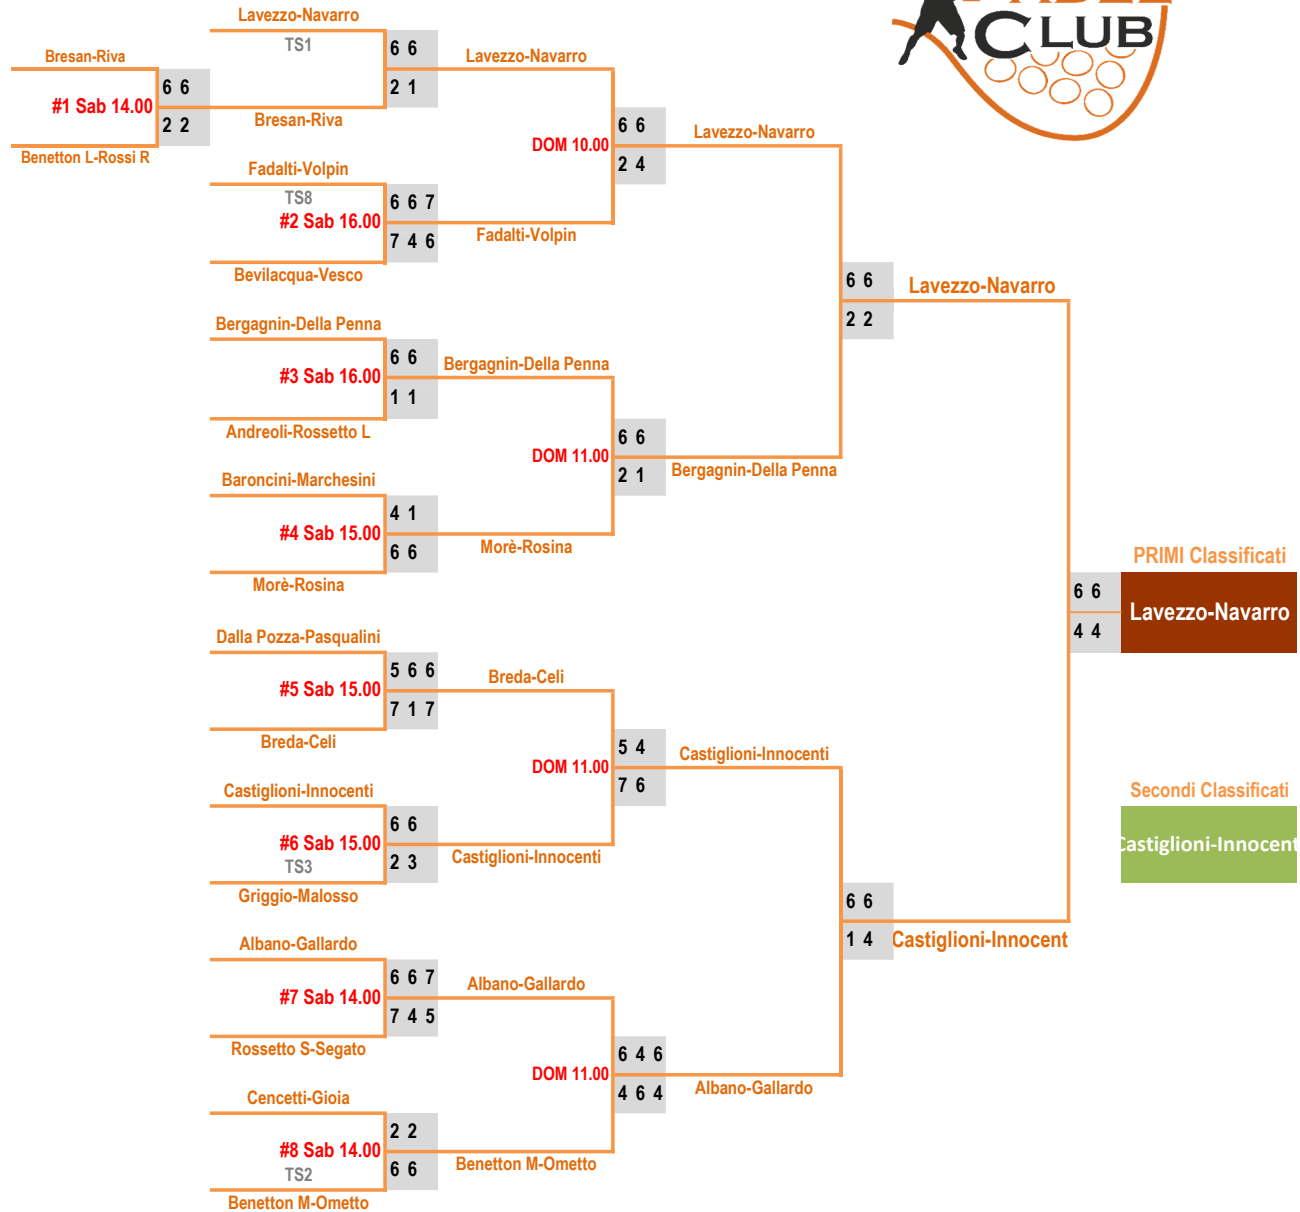 CLUB
Lavezzo-Navarro
TS1
6 6
2 1
Bresan-Riva
#1 Sab 14.00
6 6
2 2
Benetton L-Rossi R
Bresan-Riva
Lavezzo-Navarro
DOM 10.00
6 6
2 4
Lavezzo-Navarro
Fadalti-Volpin
TS8
#2 Sab 16.00
6 6 7
7 4 6
Fadalti-Volpin
Bevilacqua-Vesco
6 6
2 2
Lavezzo-Navarro
Bergagnin-Della Penna
#3 Sab 16.00
6 6
1 1
Bergagnin-Della Penna
Andreoli-Rossetto L
DOM 11.00
6 6
2 1
Bergagnin-Della Penna
Baroncini-Marchesini
#4 Sab 15.00
4 1
6 6
Morè-Rosina
Morè-Rosina
PRIMI Classificati
6 6
4 4
Lavezzo-Navarro
Dalla Pozza-Pasqualini
#5 Sab 15.00
5 6 6
7 1 7
Breda-Celi
Breda-Celi
DOM 11.00
5 4
7 6
Castiglioni-Innocenti
Castiglioni-Innocenti
#6 Sab 15.00
TS3
6 6
2 3
Castiglioni-Innocenti
Griggio-Malosso
Secondi Classificati
Castiglioni-Innocent
6 6
1 4
Castiglioni-Innocent
Albano-Gallardo
#7 Sab 14.00
6 6 7
7 4 5
Albano-Gallardo
Rossetto S-Segato
DOM 11.00
6 4 6
4 6 4
Albano-Gallardo
Cencetti-Gioia
#8 Sab 14.00
TS2
2 2
6 6
Benetton M-Ometto
Benetton M-Ometto